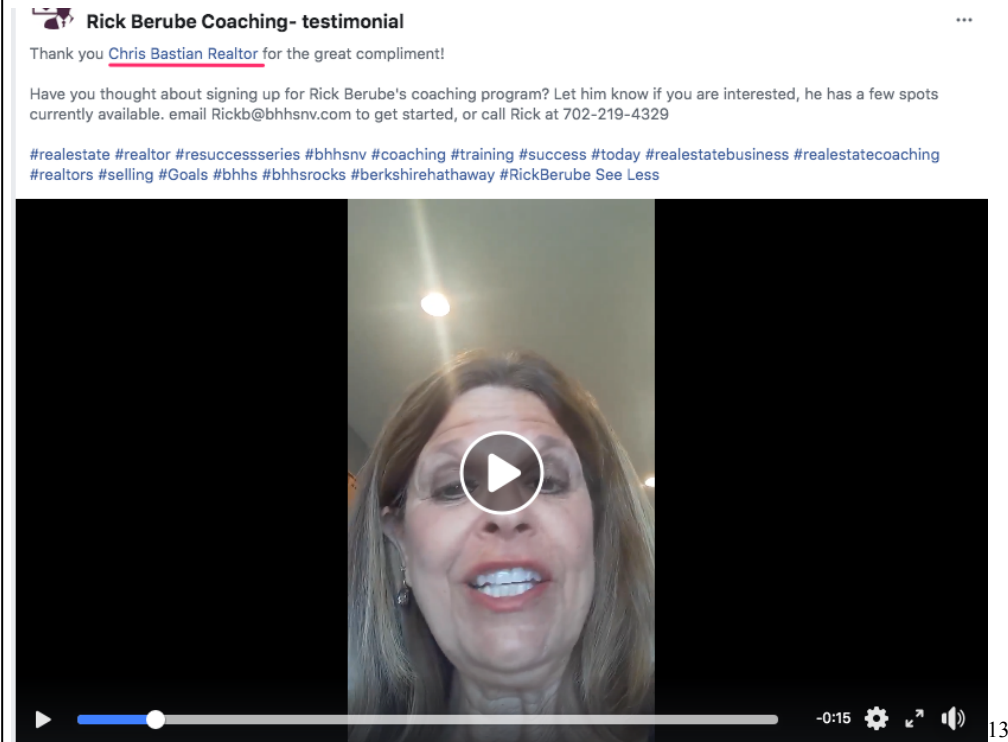 Rick Berube Coaching- testimonial
...
Thank you Chris Bastian Realtor for the great compliment!
Have you thought about signing up for Rick Berube's coaching program? Let him know if you are interested, he has a few spots
currently available. email Rickb@bhhsnv.com to get started, or call Rick at 702-219-4329
#realestate #realtor #resuccessseries #bhhsnv #coaching #training #success #today #realestatebusiness #realestatecoaching
#realtors #selling #Goals #bhhs #bhhsrocks #berkshirehathaway #RickBerube See Less
-0:15
13